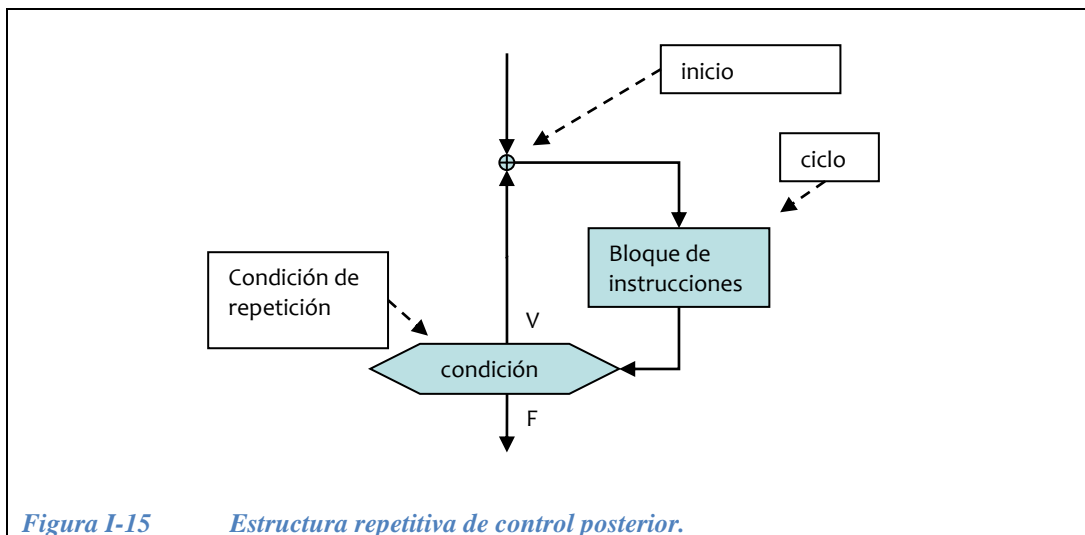 inicio
ciclo
Bloque de
instrucciones
Condición de
repetición
V
condición
F
Figura I-15 Estructura repetitiva de control posterior.